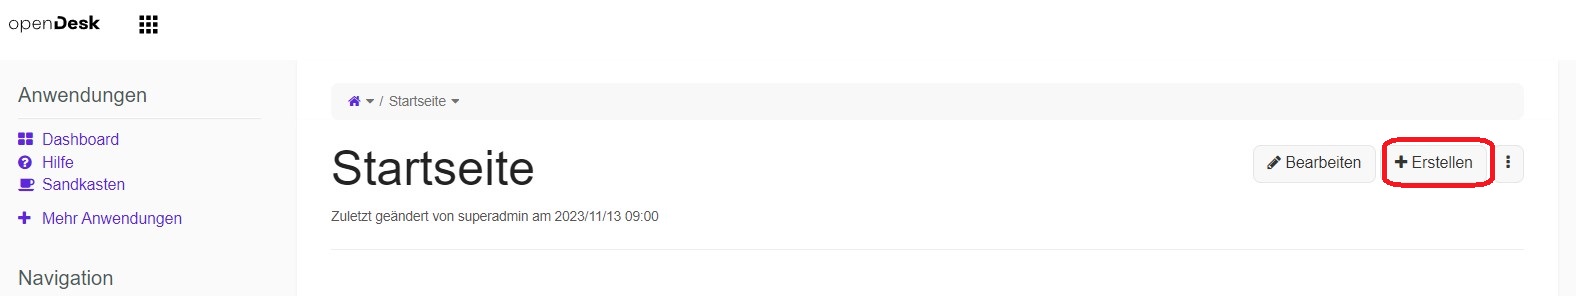 openDesk
Anwendungen
Dashboard
Hilfe
Sandkasten
Mehr Anwendungen
Navigation
/ Startseite
Startseite
Bearbeiten
Erstellen
Zuletzt geändert von superadmin am 2023/11/13 09:00